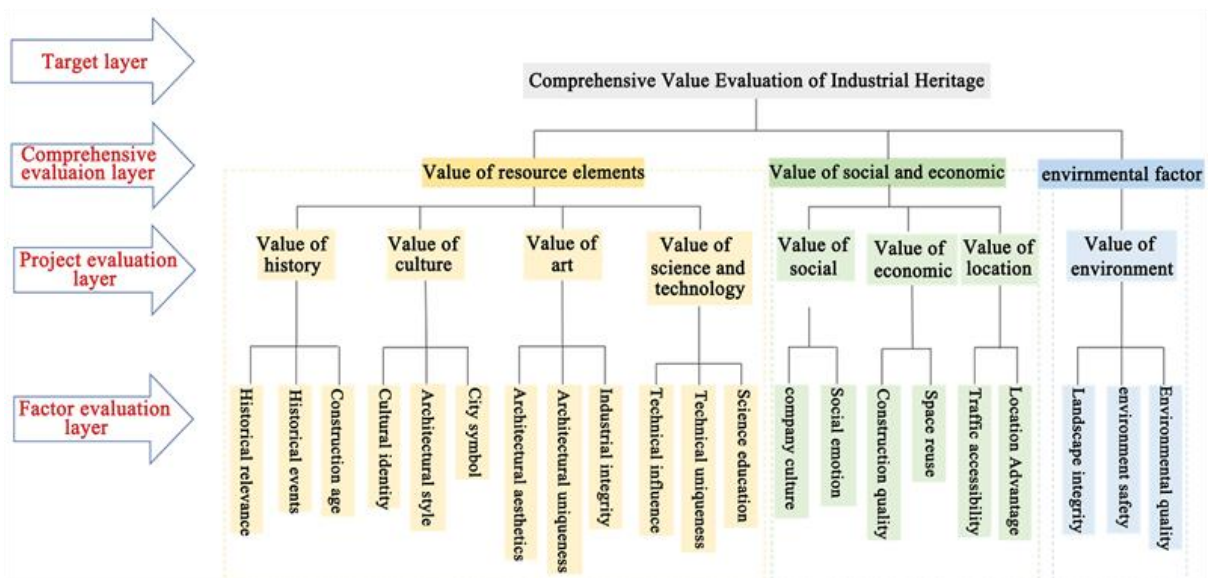 Target layer
Comprehensive Value Evaluation of Industrial Heritage
Comprehensive
evaluaion layer
Value of resource elements
Value of social and economic
envirnmental factor
Project evaluation
layer
Value of
history
Value of
culture
Value of
art
Value of
science and
technology
Value of
social
Value of
economic
Value of
location
Value of
environment
Factor evaluation
layer
Historical relevance
Historical events
Construction age
Cultural identity
Architectural style
City symbol
Architectural aesthetics
Architectural uniqueness
Industrial integrity
Technical influence
Technical uniqueness
Science education
company culture
Social emotion
Construction quality
Space reuse
Traffic accessibility
Location Advantage
Landscape integrity
environment safety
Environmental quality